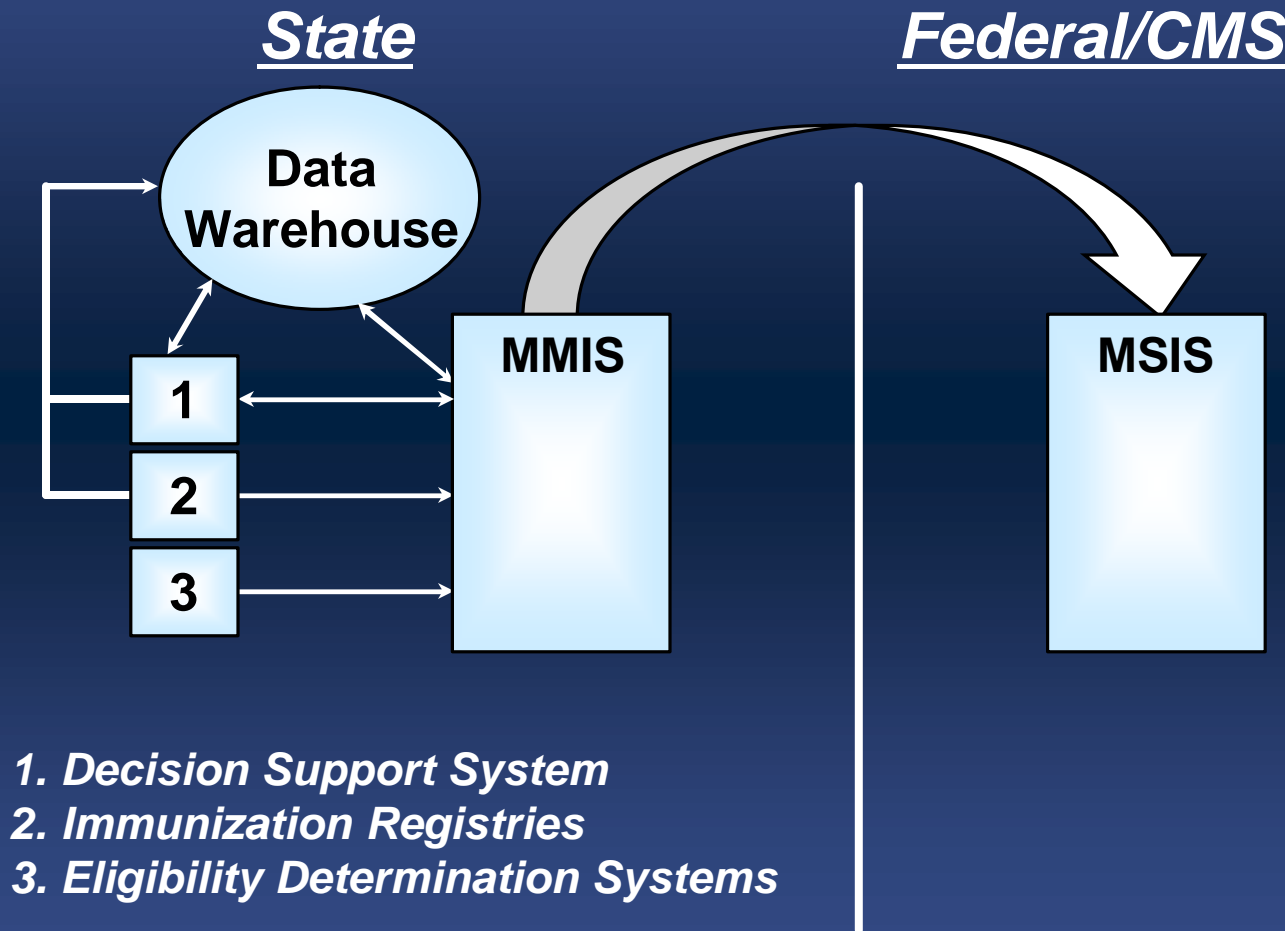 State
Federal/CMS
Data
Warehouse
MMIS
MSIS
1
2
3
1. Decision Support System
2. Immunization Registries
3. Eligibility Determination Systems